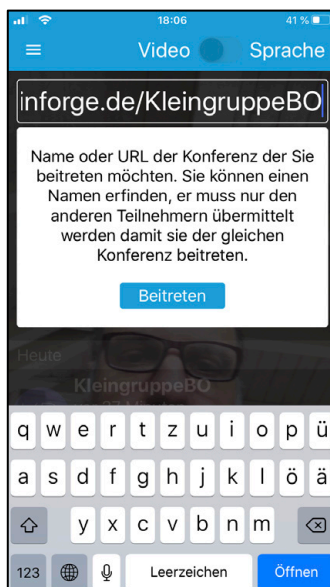 18:06
41 %
Video Sprache
inforge.de/KleingruppeBO
Name oder URL der Konferenz der Sie
beitreten möchten. Sie können einen
Namen erfinden, er muss nur den
anderen Teilnehmern übermittelt
werden damit sie der gleichen
Konferenz beitreten.
Beitreten
Heute
KleingruppeBO
q w e r t z u i o p ü
a s d f g h j k l ö ä
y x c v b n m
123 Leerzeichen Öffnen